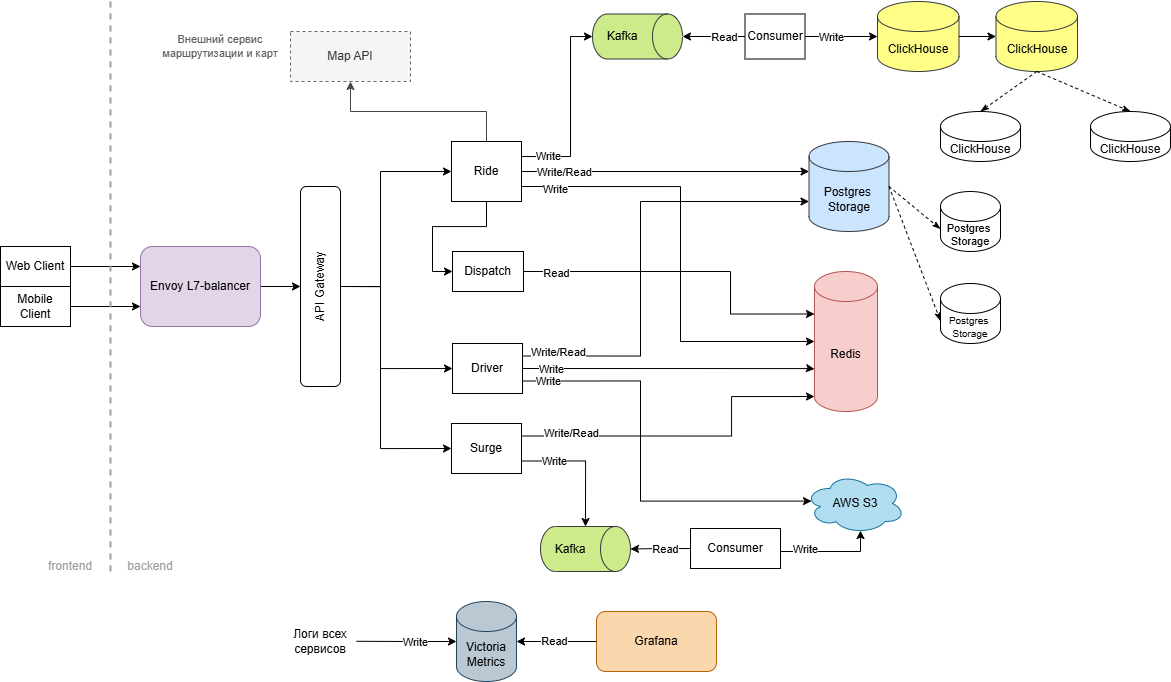 Внешний сервис
маршрутизации и карт
Map API
Kafka
Read
Consumer
Write
ClickHouse
ClickHouse
ClickHouse
ClickHouse
Ride
Write
Write/Read
Write
Postgres
Storage
Postgres
Storage
Postgres
Storage
Web Client
Mobile
Client
Envoy L7-balancer
API Gateway
Dispatch
Read
Redis
Driver
Write/Read
Write
Write
Surge
Write/Read
Write
AWS S3
Kafka
Read
Consumer
Write
frontend
backend
Логи всех
сервисов
Write
Victoria
Metrics
Read
Grafana